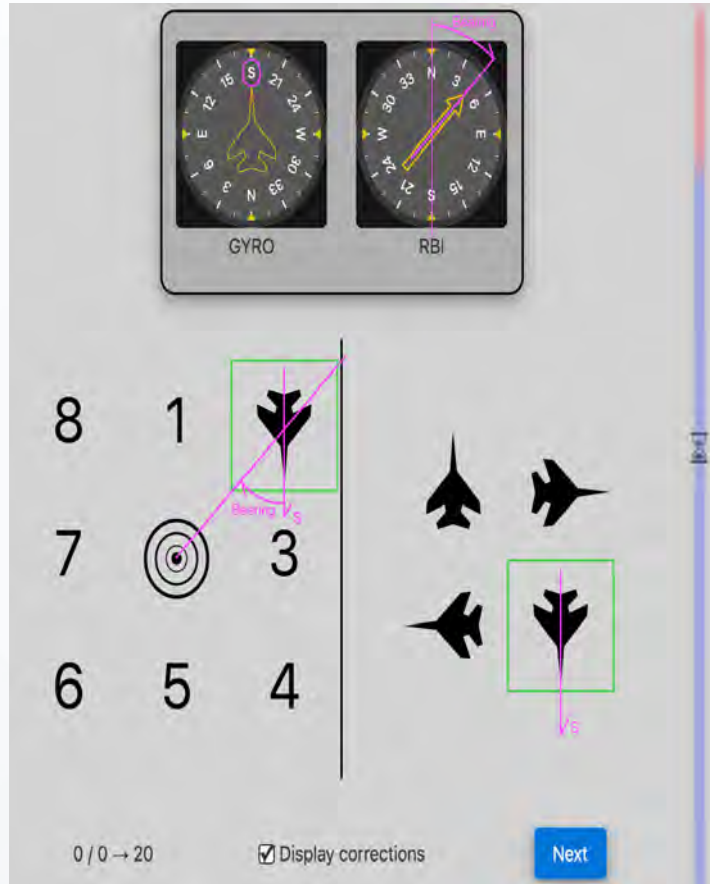 Bearing
S
21
24
W
30
33
N
3
6
E
12
15
N
3
6
E
12
15
S
21
24
W
30
33
GYRO
RBI
8 1
Bearing
S
7 3
6 5 4
S
0 / 0 → 20
Display corrections
Next